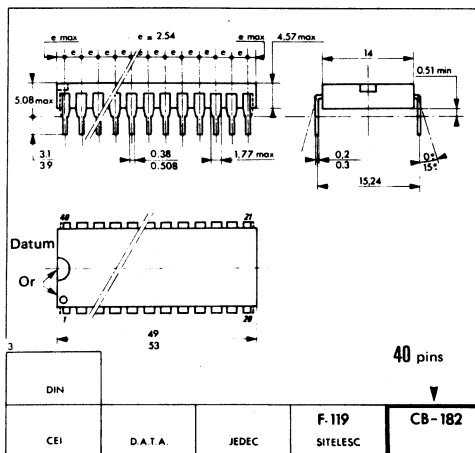 e max
e = 2.54
e max
4.57 max
e e e e e e e e e e
14
0.51 min
5.08 max
3.1
3.9
0.38
0.508
1,77 max
0,2
0.3
0°
15°
15,24
40
21
Datum
Or
1
20
49
53
3
40 pins
DIN
F-119
CB-182
CEI
D.A.T.A.
JEDEC
SITELESC